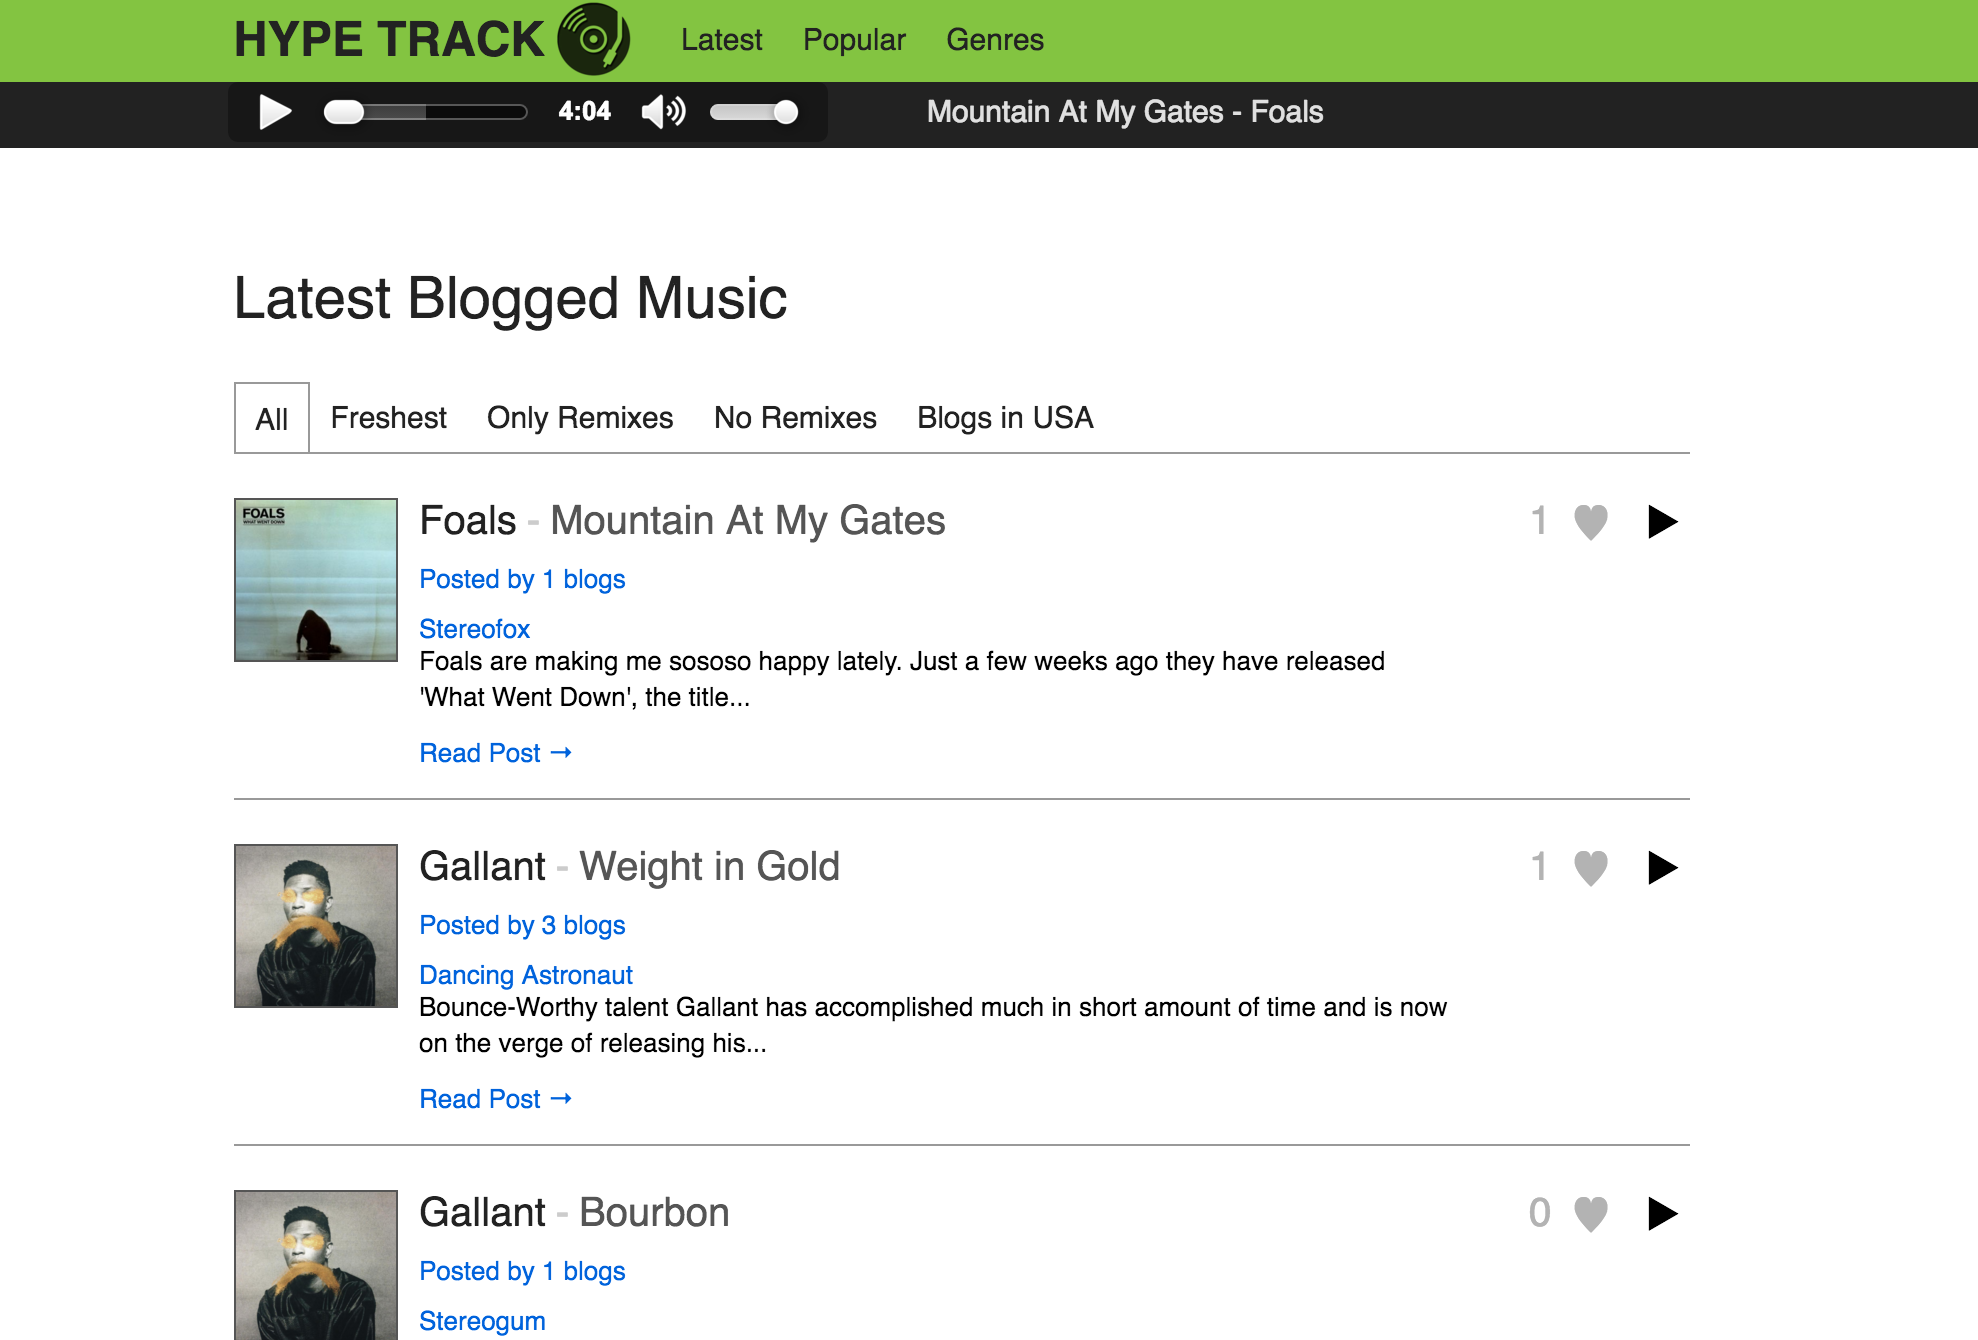 HYPE TRACK
Latest Popular Genres
4:04
Mountain At My Gates - Foals
Latest Blogged Music
All Freshest Only Remixes No Remixes Blogs in USA
FOALS
WHAT WENT DOWN
Foals - Mountain At My Gates
1
Posted by 1 blogs
Stereofox
Foals are making me sososo happy lately. Just a few weeks ago they have released
'What Went Down', the title...
Read Post →
Gallant - Weight in Gold
1
Posted by 3 blogs
Dancing Astronaut
Bounce-Worthy talent Gallant has accomplished much in short amount of time and is now
on the verge of releasing his...
Read Post →
Gallant - Bourbon
0
Posted by 1 blogs
Stereogum